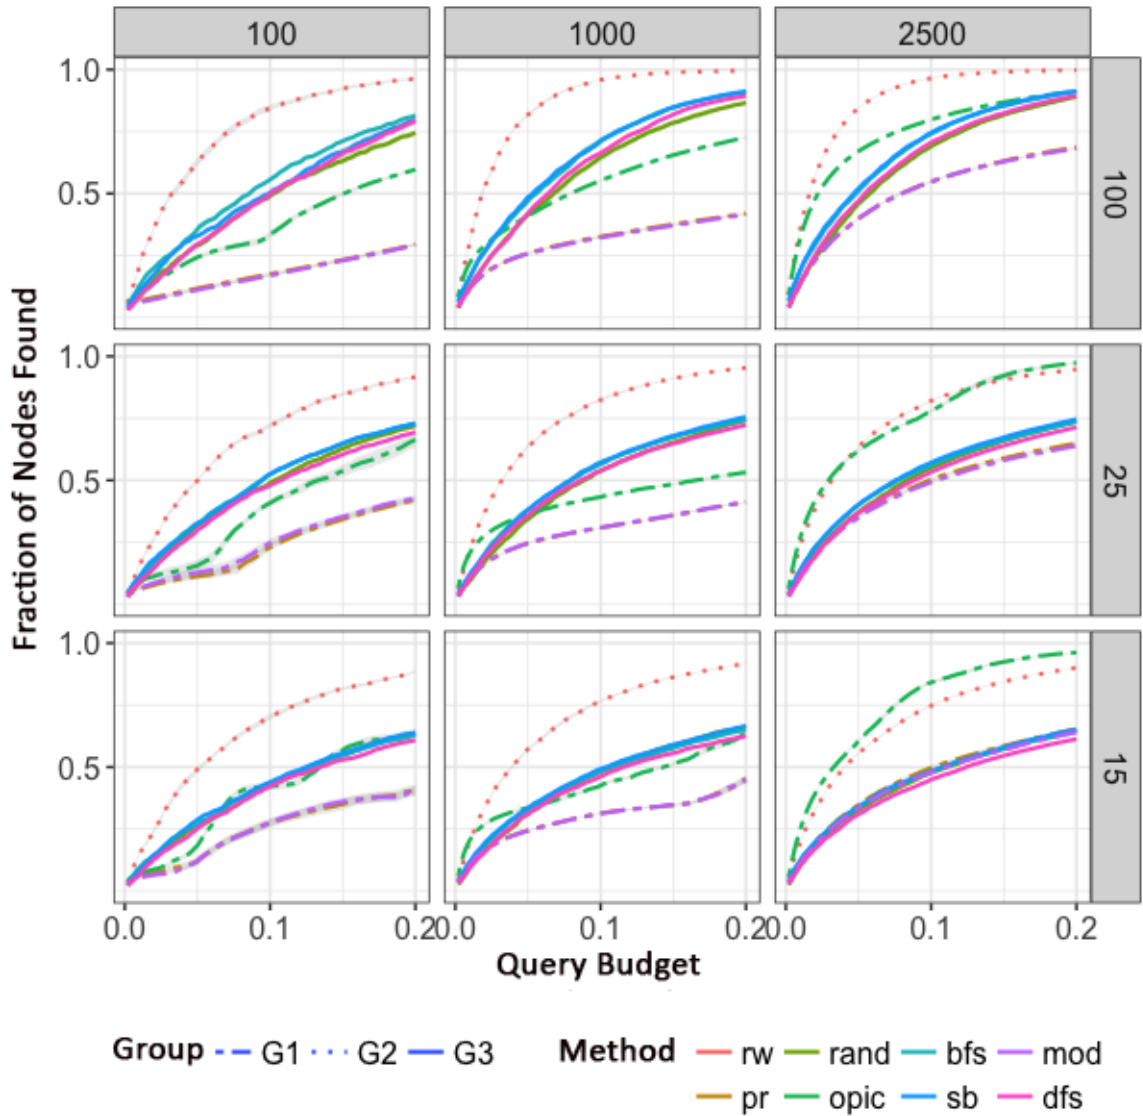 100 1000 2500
Fraction of Nodes Found
1.0
0.5
100
1.0
0.5
25
1.0
0.5
15
0.0 0.1 0.2 0.0 0.1 0.2 0.0 0.1 0.2
Query Budget
Group G1 G2 G3 Method rw rand bfs mod
pr opic sb dfs